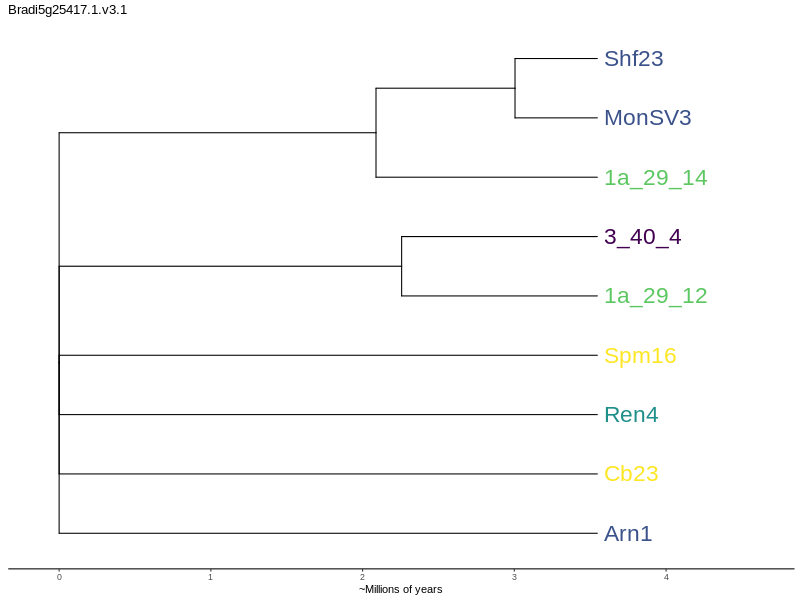 Bradi5g25417.1.v3.1
Shf23
MonSV3
1a_29_14
3_40_4
1a_29_12
Spm16
Ren4
Cb23
Arn1
0 1 2 3 4
~Millions of years